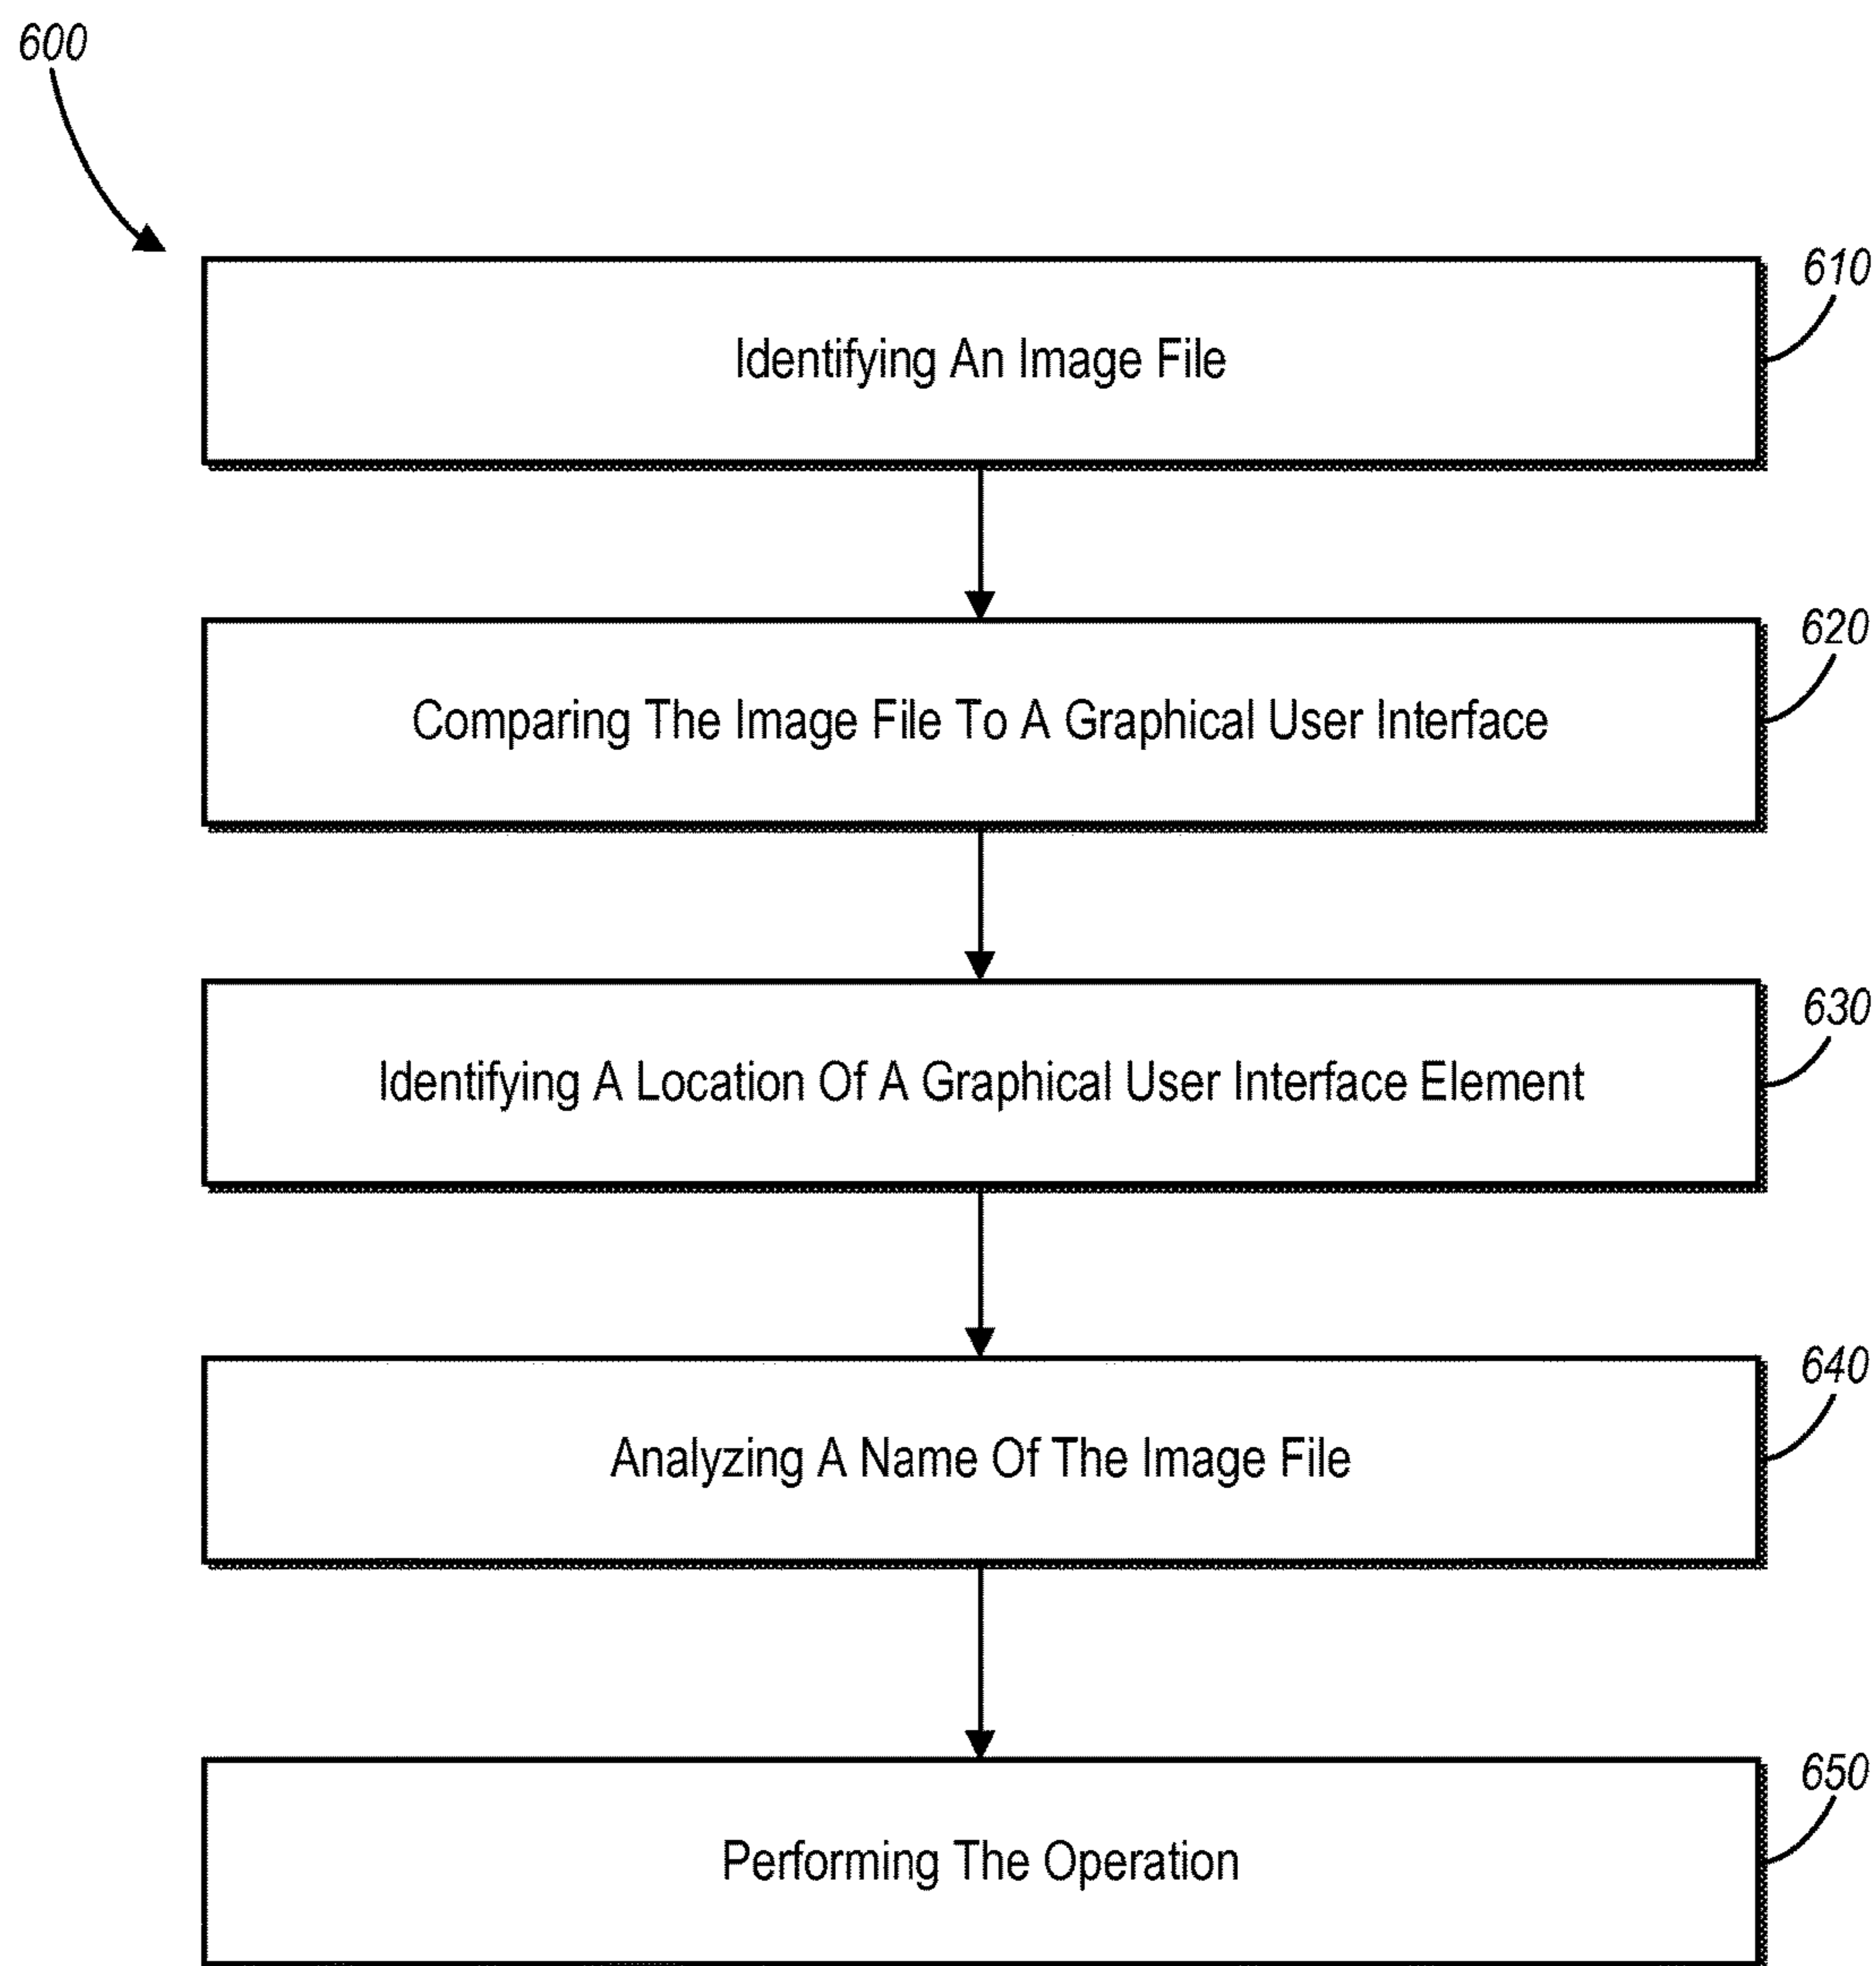 600
610
Identifying An Image File
620
Comparing The Image File To A Graphical User Interface
630
Identifying A Location Of A Graphical User Interface Element
640
Analyzing A Name Of The Image File
650
Performing The Operation